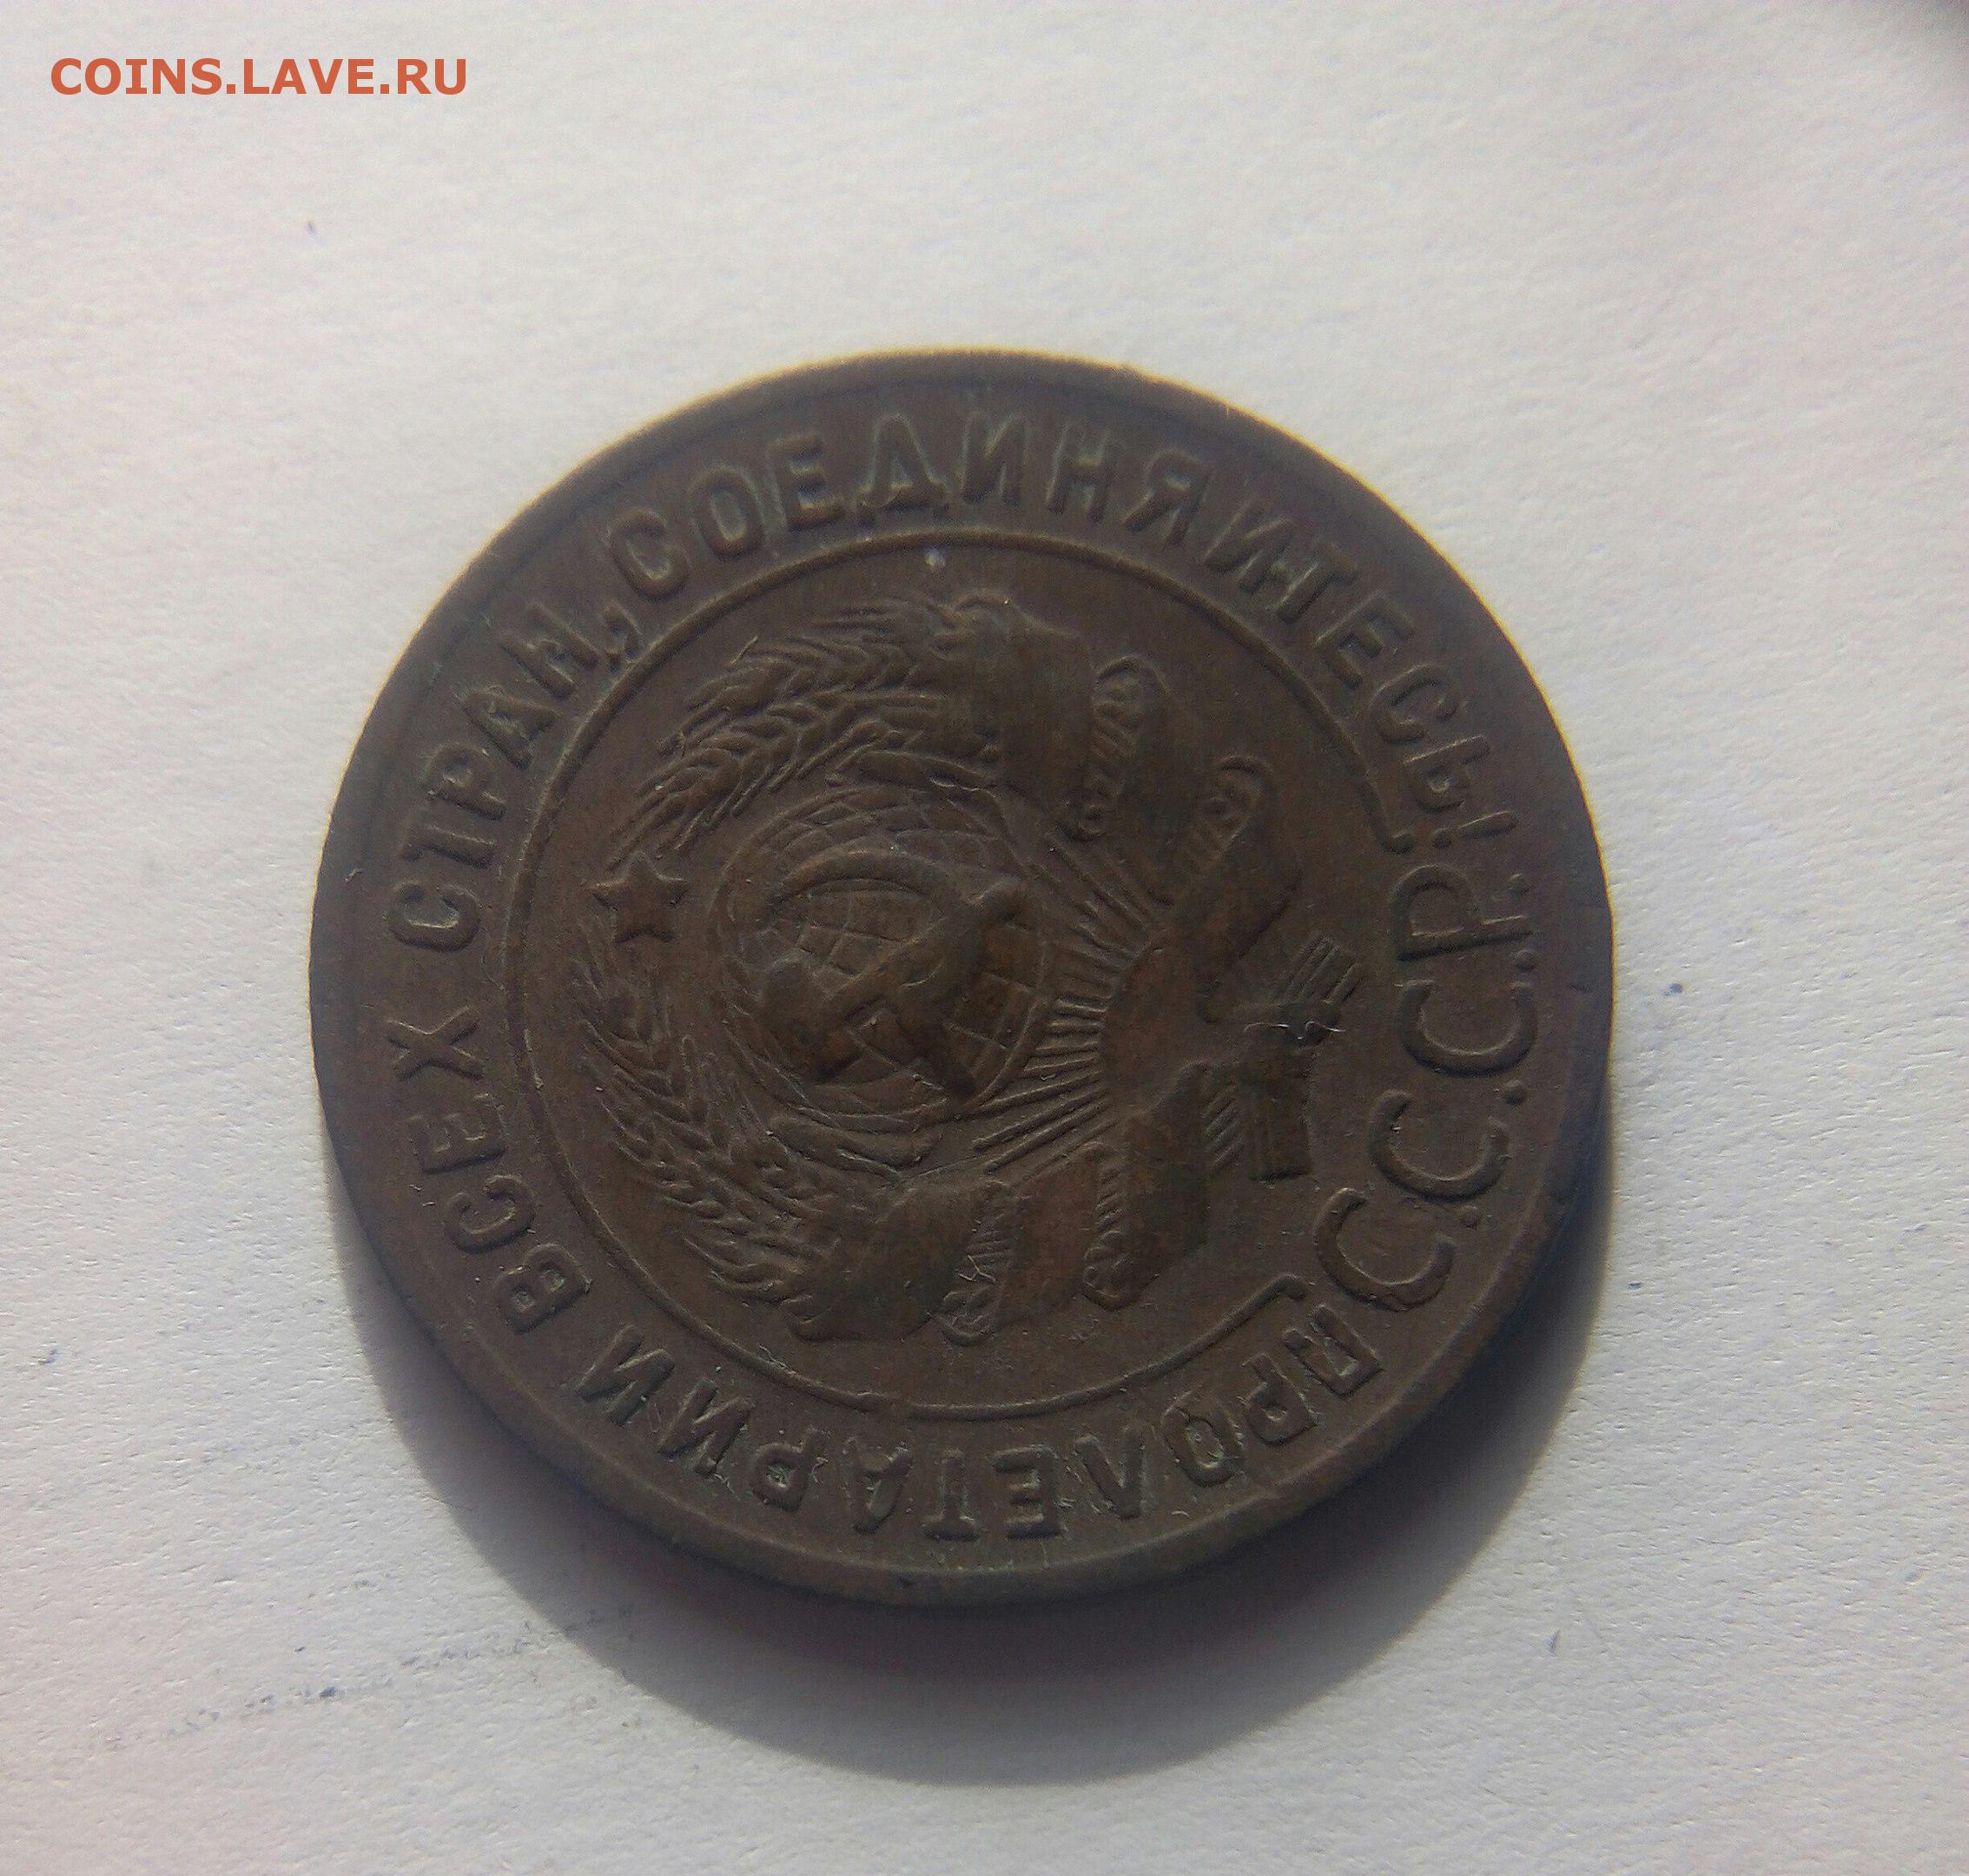 COINS.LAVE.RU
ПРОЛЕТАРИИ ВСЕХ СТРАН, СОЕДИНЯЙТЕСЬ!
С.С.С.Р.